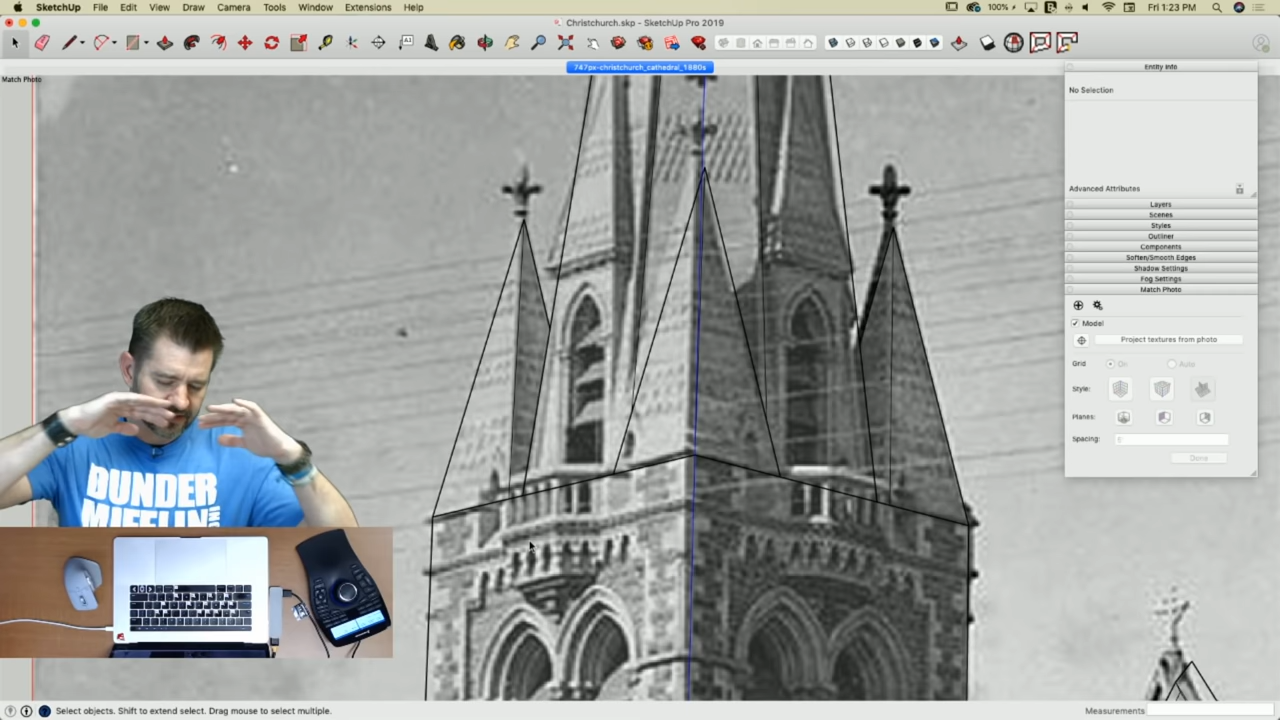 SketchUp File Edit View Draw Camera Tools Window Extensions Help
100% Fri 1:23 PM
Christchurch.skp - SketchUp Pro 2019
747px-christchurch_cathedral_1880s
Match Photo
Entity Info
No Selection
Advanced Attributes
Layers
Scenes
Styles
Outliner
Components
Soften/Smooth Edges
Shadow Settings
Fog Settings
Match Photo
Model
Project textures from photo
Grid On Auto
Style:
Planes:
Spacing:
Done
DUNDER
MIFFLIN
Select objects. Shift to extend select. Drag mouse to select multiple.
Measurements